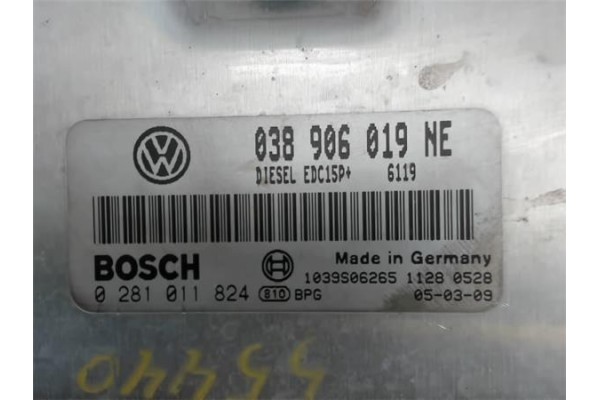 038 906 019 NE
DIESEL EDC15P+ 6119
BOSCH
Made in Germany
1039S06265 1128 0528
0 281 011 824 810 BPG 05-03-09
55440